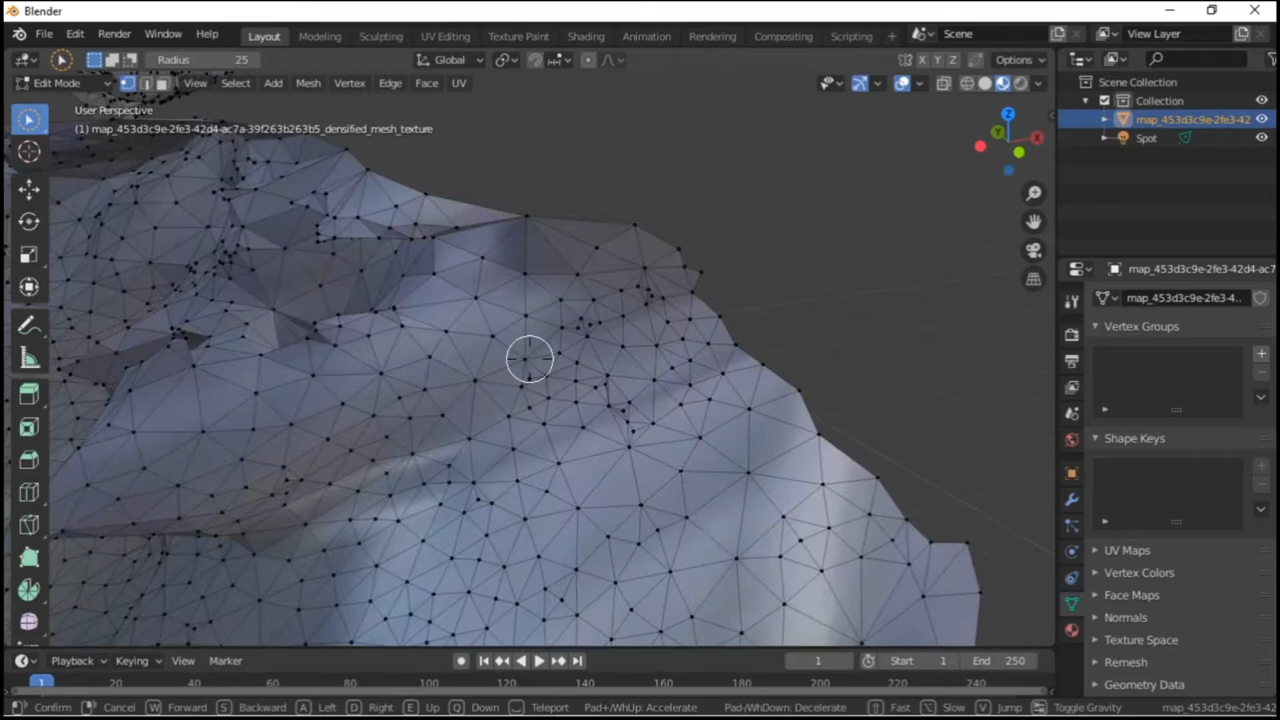 Blender
File Edit Render Window Help Layout Modeling Sculpting UV Editing Texture Paint Shading Animation Rendering Compositing Scripting + Scene View Layer
Radius 25 Global X Y Z Options
Edit Mode View Select Add Mesh Vertex Edge Face UV
Scene Collection
Collection
map_453d3c9e-2fe3-42
Spot
User Perspective
(1) map_453d3c9e-2fe3-42d4-ac7a-39f263b263b5_densified_mesh_texture
Z
Y
X
map_453d3c9e-2fe3-42d4-ac7
map_453d3c9e-2fe3-4..
Vertex Groups
Shape Keys
UV Maps
Vertex Colors
Face Maps
Normals
Texture Space
Remesh
Geometry Data
Playback Keying View Marker 1 Start 1 End 250
1 20 40 60 80 100 120 140 160 180 200 220 240
Confirm Cancel W Forward S Backward A Left D Right E Up Q Down Teleport Pad+/WhUp: Accelerate Pad-/WhDown: Decelerate Fast Slow V Jump Toggle Gravity map_453d3c9e-2fe3-42